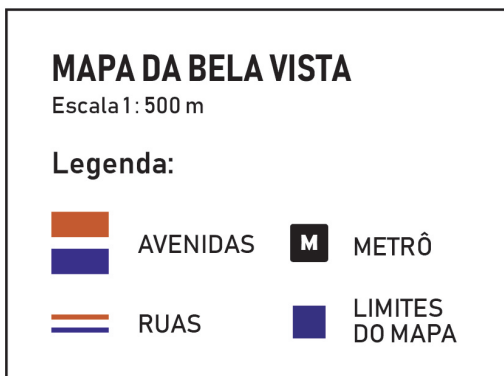 MAPA DA BELA VISTA
Escala 1 : 500 m
Legenda:
AVENIDAS
M METRÔ
RUAS
LIMITES
DO MAPA